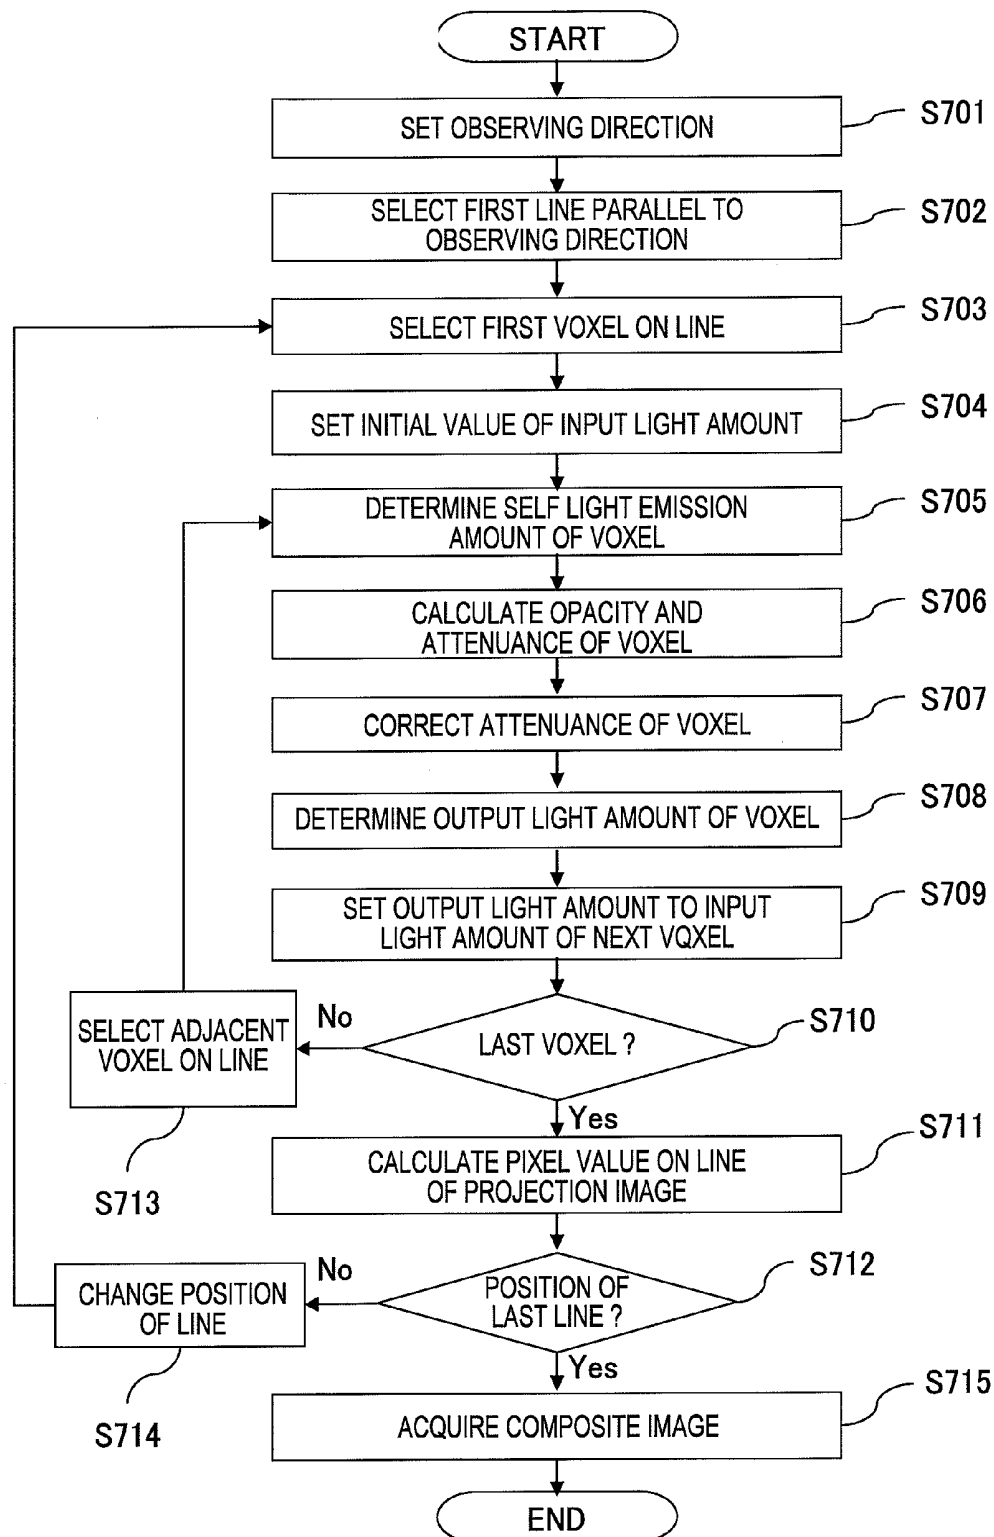 START
SET OBSERVING DIRECTION
S701
SELECT FIRST LINE PARALLEL TO
OBSERVING DIRECTION
S702
SELECT FIRST VOXEL ON LINE
S703
SET INITIAL VALUE OF INPUT LIGHT AMOUNT
S704
DETERMINE SELF LIGHT EMISSION
AMOUNT OF VOXEL
S705
CALCULATE OPACITY AND
ATTENUANCE OF VOXEL
S706
CORRECT ATTENUANCE OF VOXEL
S707
DETERMINE OUTPUT LIGHT AMOUNT OF VOXEL
S708
SET OUTPUT LIGHT AMOUNT TO INPUT
LIGHT AMOUNT OF NEXT VQXEL
S709
LAST VOXEL ?
S710
No
SELECT ADJACENT
VOXEL ON LINE
S713
Yes
CALCULATE PIXEL VALUE ON LINE
OF PROJECTION IMAGE
S711
POSITION OF
LAST LINE ?
S712
No
CHANGE POSITION
OF LINE
S714
Yes
ACQUIRE COMPOSITE IMAGE
S715
END